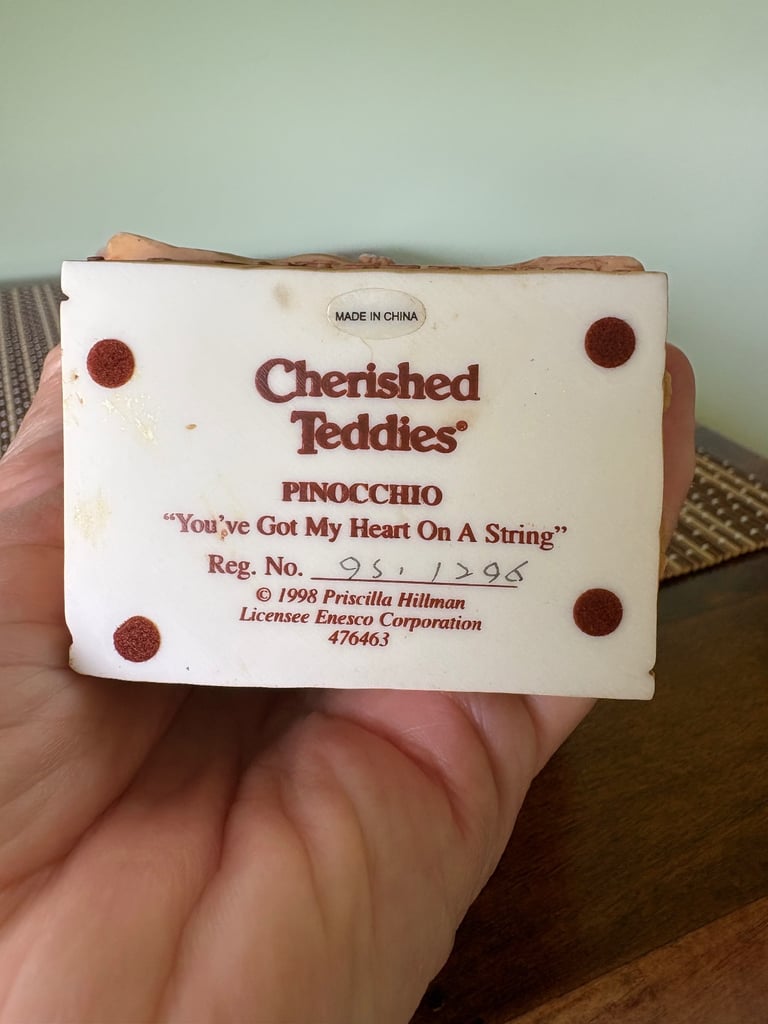 MADE IN CHINA
Cherished
Teddies®
PINOCCHIO
“You’ve Got My Heart On A String”
Reg. No. 9S. 1296
© 1998 Priscilla Hillman
Licensee Enesco Corporation
476463